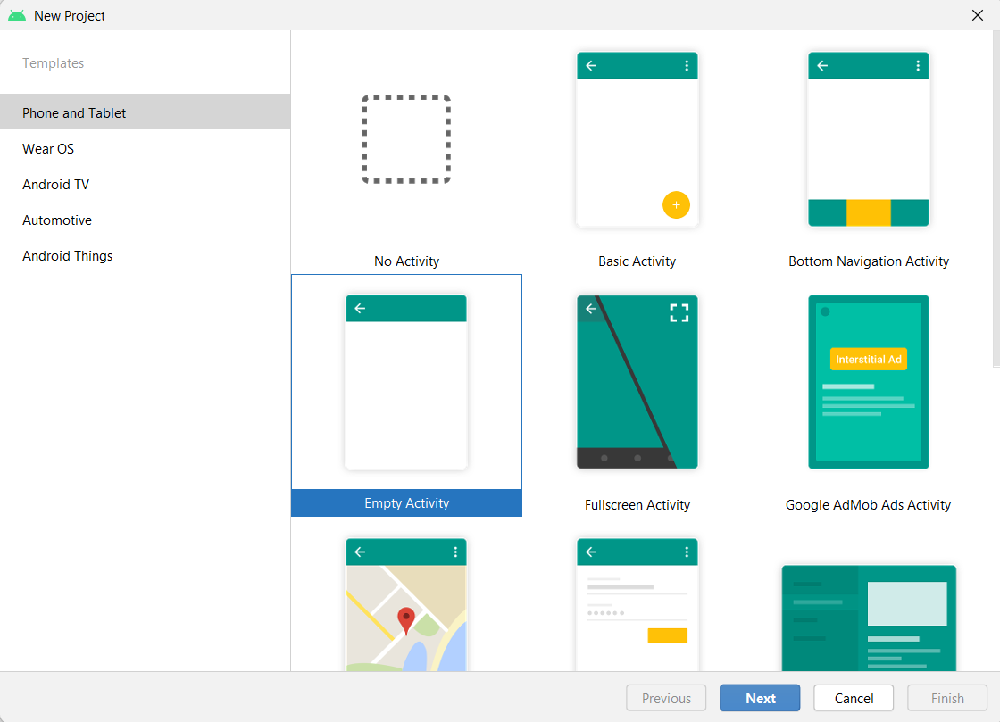 New Project
Templates
Phone and Tablet
Wear OS
Android TV
Automotive
Android Things
No Activity
Basic Activity
Bottom Navigation Activity
Interstitial Ad
Empty Activity
Fullscreen Activity
Google AdMob Ads Activity
Previous
Next
Cancel
Finish